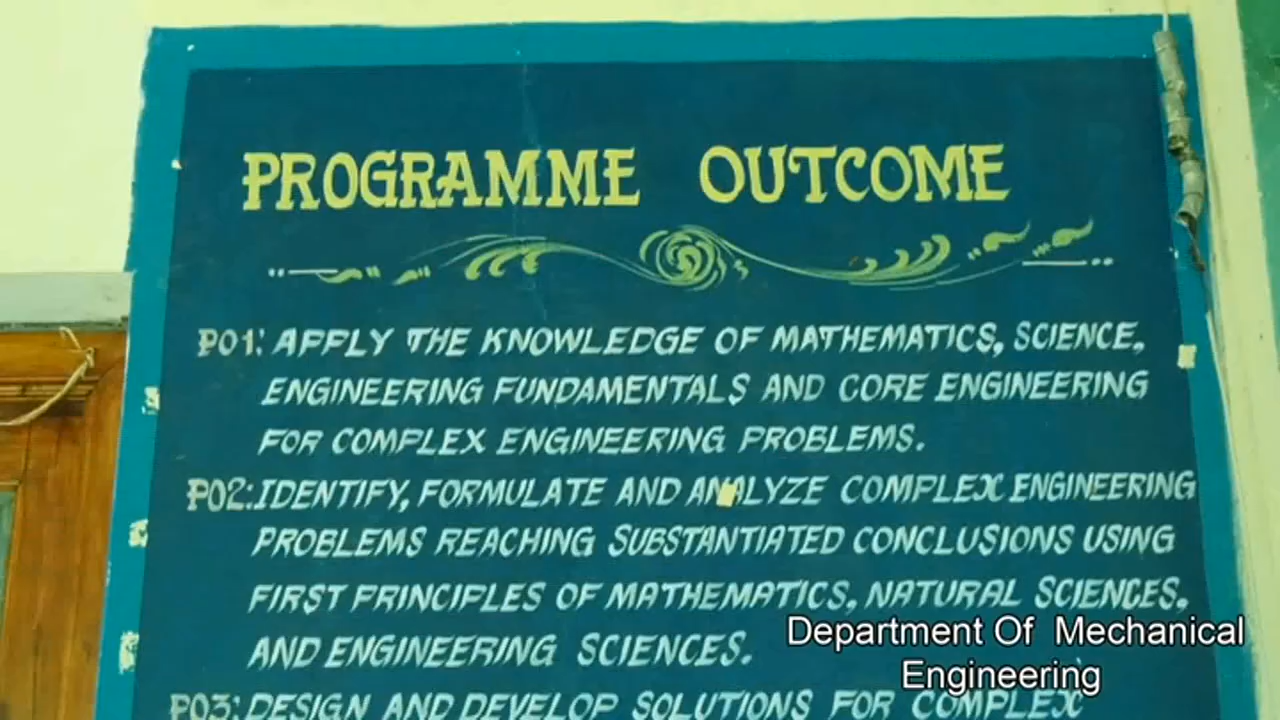 PROGRAMME OUTCOME
PO1: APPLY THE KNOWLEDGE OF MATHEMATICS, SCIENCE,
ENGINEERING FUNDAMENTALS AND CORE ENGINEERING
FOR COMPLEX ENGINEERING PROBLEMS.
PO2: IDENTIFY, FORMULATE AND ANALYZE COMPLEX ENGINEERING
PROBLEMS REACHING SUBSTANTIATED CONCLUSIONS USING
FIRST PRINCIPLES OF MATHEMATICS, NATURAL SCIENCES,
AND ENGINEERING SCIENCES.
PO3: DESIGN AND DEVELOP SOLUTIONS FOR COMPLEX
Department Of Mechanical
Engineering